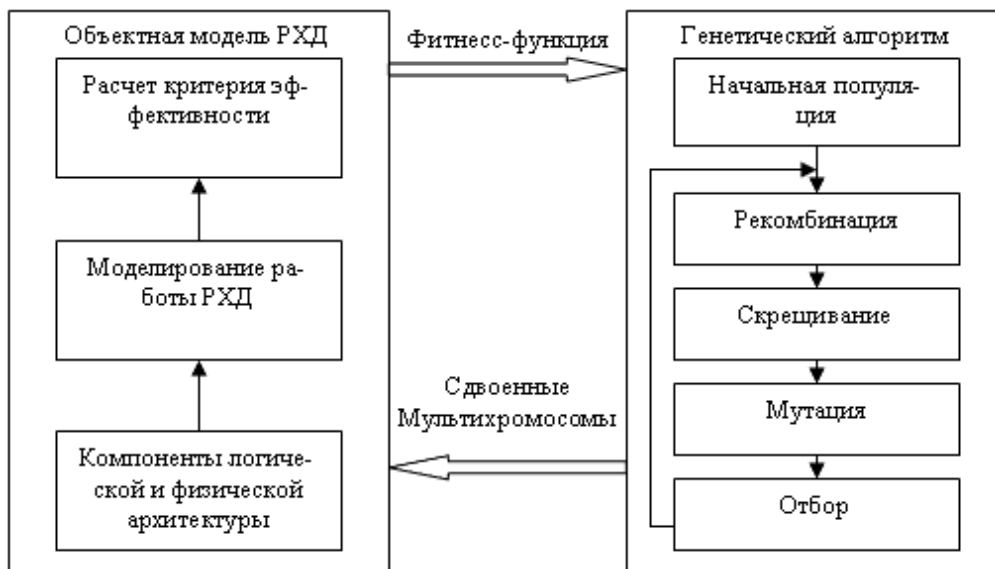 Объектная модель РХД
Расчет критерия эф-
фективности
Моделирование ра-
боты РХД
Компоненты логиче-
ской и физической
архитектуры
Фитнесс-функция
Сдвоенные
Мультихромосомы
Генетический алгоритм
Начальная популя-
ция
Рекомбинация
Скрещивание
Мутация
Отбор